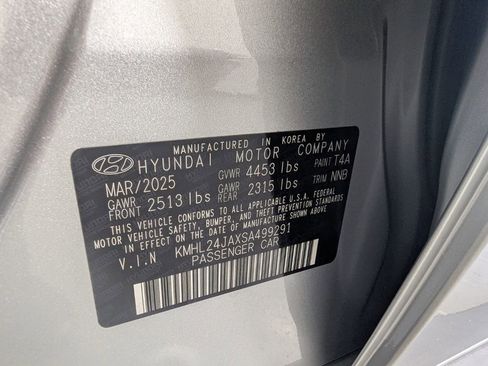 MANUFACTURED IN KOREA BY
HYUNDAI MOTOR COMPANY
MAR/2025 GVWR 4453 lbs PAINT T4A
GAWR FRONT 2513 lbs GAWR REAR 2315 lbs TRIM NNB
THIS VEHICLE CONFORMS TO ALL APPLICABLE U.S.A. FEDERAL
MOTOR VEHICLE SAFETY, BUMPER, AND THEFT PREVENTION
STANDARDS IN EFFECT ON THE DATE OF MANUFACTURE SHOWN ABOVE.
V.I.N KMHL24JAXSA499291
PASSENGER CAR